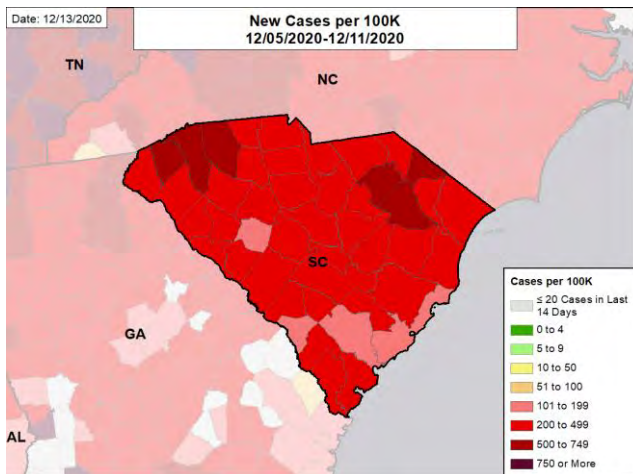 Date: 12/13/2020
New Cases per 100K
12/05/2020-12/11/2020
TN
NC
SC
GA
AL
Cases per 100K
≤ 20 Cases in Last
14 Days
0 to 4
5 to 9
10 to 50
51 to 100
101 to 199
200 to 499
500 to 749
750 or More